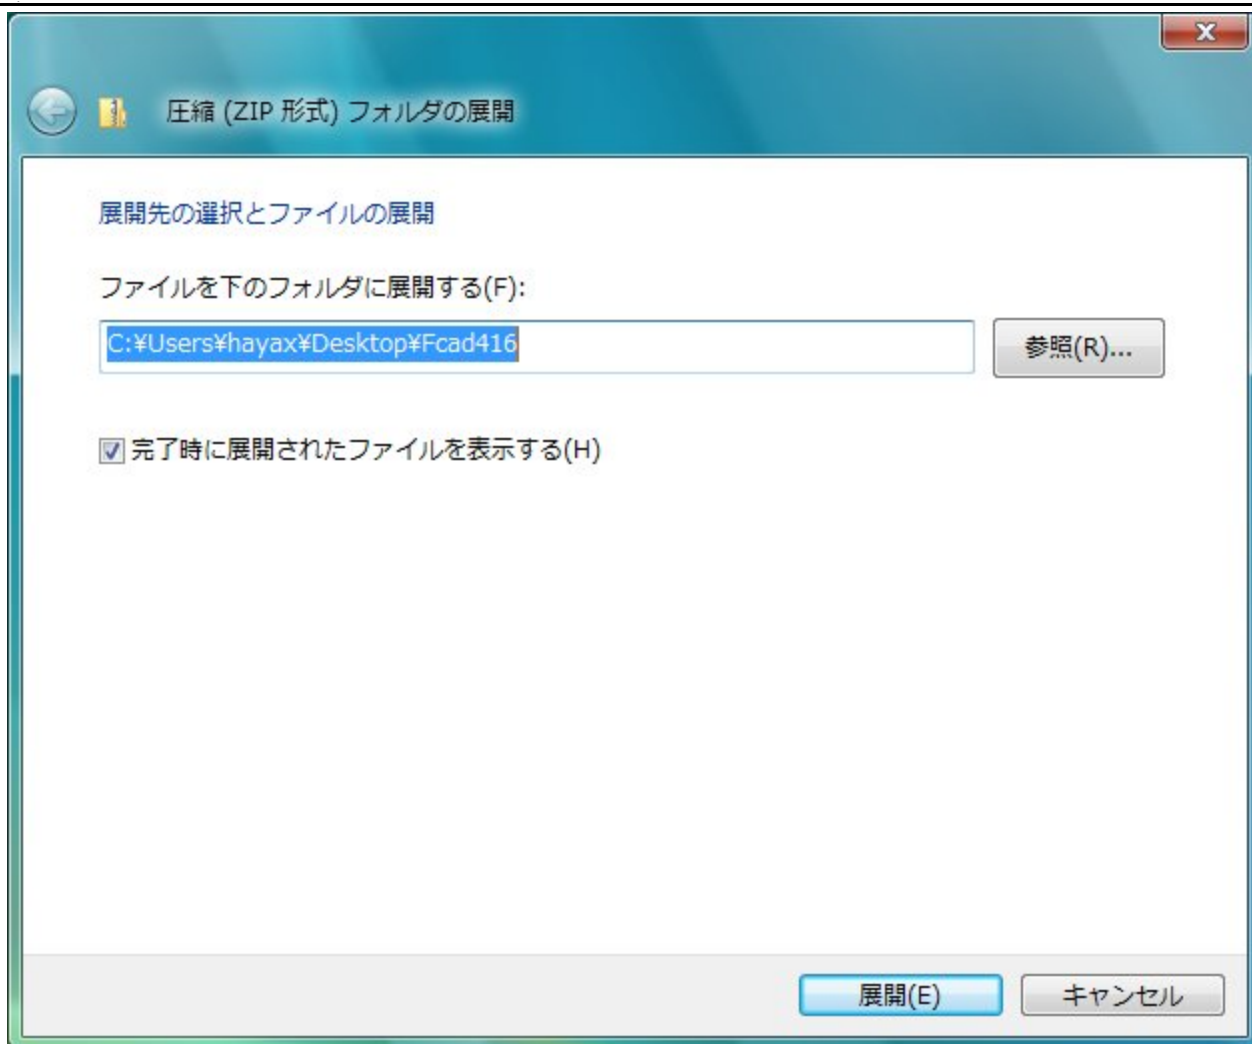 圧縮 (ZIP 形式) フォルダの展開
展開先の選択とファイルの展開
ファイルを下のフォルダに展開する(F):
C:¥Users¥hayax¥Desktop¥Fcad416
参照(R)...
完了時に展開されたファイルを表示する(H)
展開(E)
キャンセル